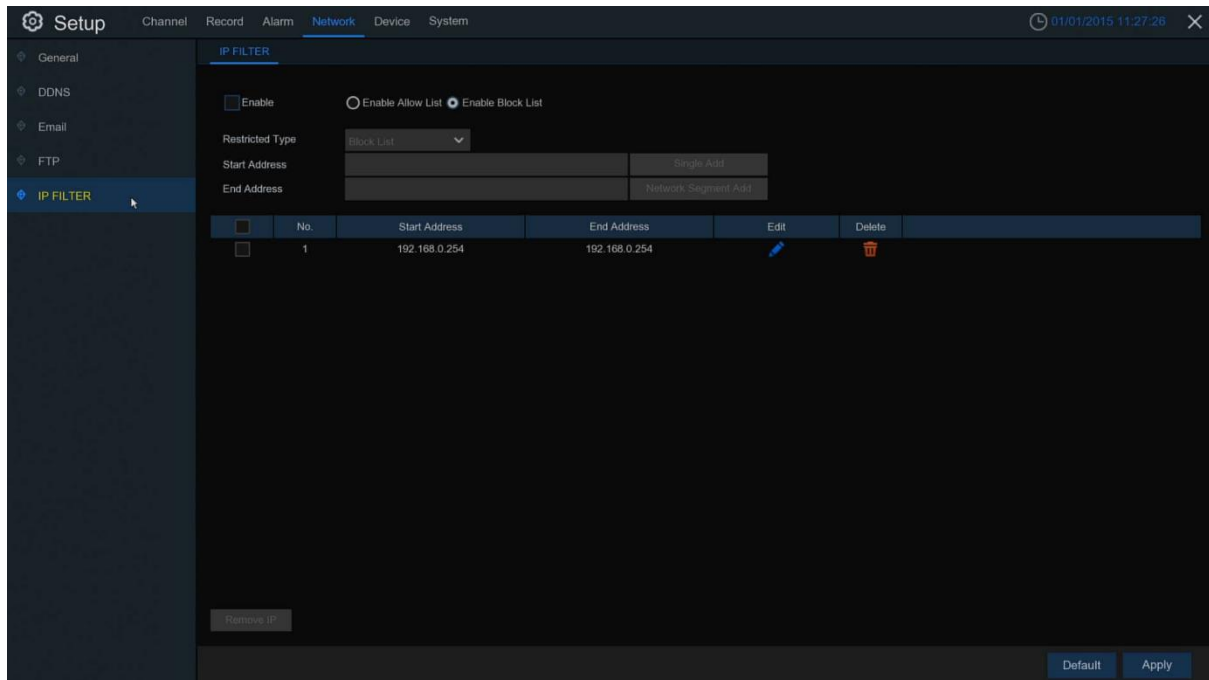 Setup Channel Record Alarm Network Device System 01/01/2015 11:27:26
General
DDNS
Email
FTP
IP FILTER
IP FILTER
Enable Enable Allow List Enable Block List
Restricted Type Block List
Start Address Single Add
End Address Network Segment Add
No. Start Address End Address Edit Delete
1 192.168.0.254 192.168.0.254
Remove IP
Default Apply